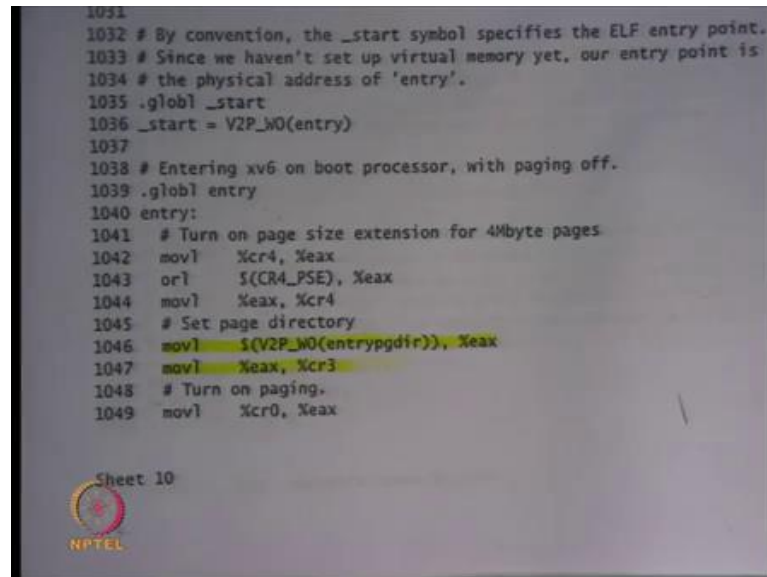 1031
1032 # By convention, the _start symbol specifies the ELF entry point.
1033 # Since we haven't set up virtual memory yet, our entry point is
1034 # the physical address of 'entry'.
1035 .globl _start
1036 _start = V2P_WO(entry)
1037
1038 # Entering xv6 on boot processor, with paging off.
1039 .globl entry
1040 entry:
1041 # Turn on page size extension for 4Mbyte pages
1042 movl %cr4, %eax
1043 orl $(CR4_PSE), %eax
1044 movl %eax, %cr4
1045 # Set page directory
1046 movl $(V2P_WO(entrypgdir)), %eax
1047 movl %eax, %cr3
1048 # Turn on paging.
1049 movl %cr0, %eax
Sheet 10
NPTEL